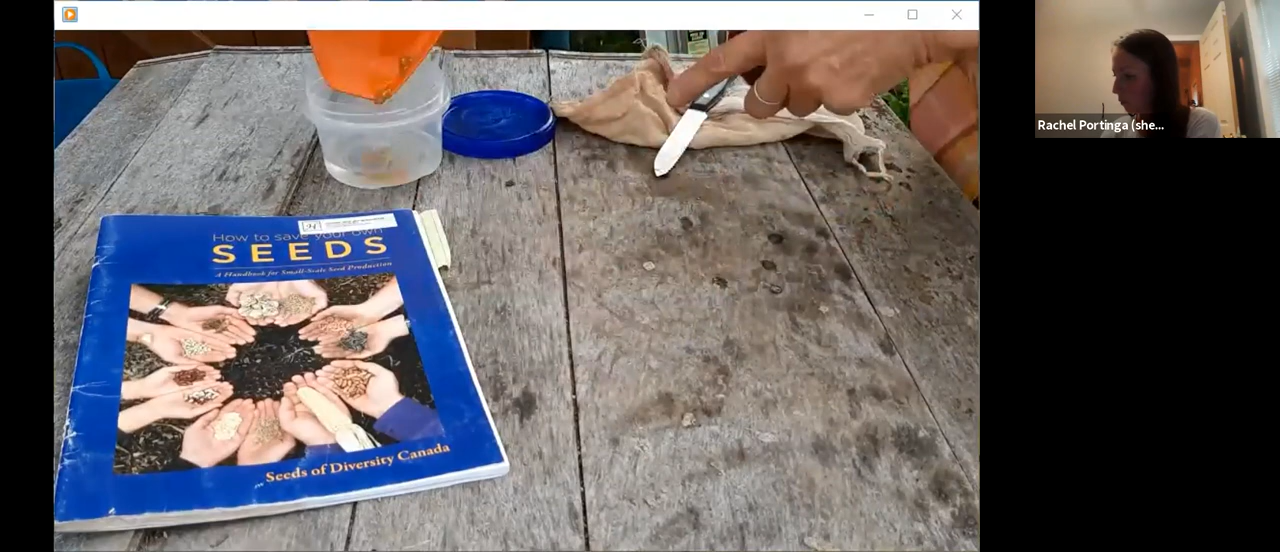 How to save your own
SEEDS
A Handbook for Small-Scale Seed Production
Seeds of Diversity Canada
Rachel Portinga (she...